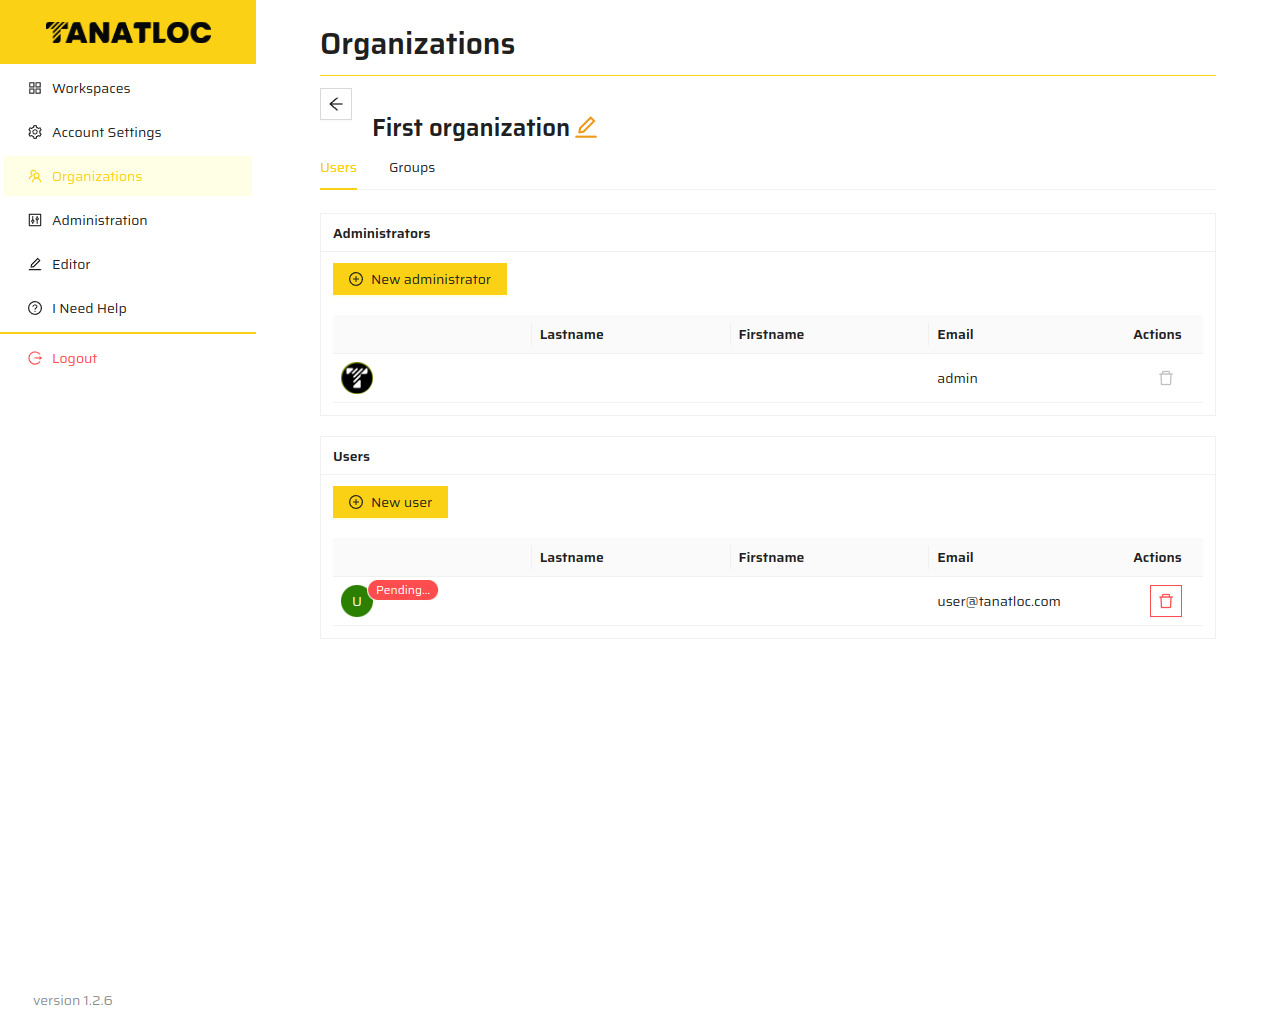 TANATLOC
Workspaces
Account Settings
Organizations
Administration
Editor
I Need Help
Logout
version 1.2.6
Organizations
First organization
Users Groups
Administrators
New administrator
Lastname Firstname Email Actions
admin
Users
New user
Lastname Firstname Email Actions
U Pending... user@tanatloc.com